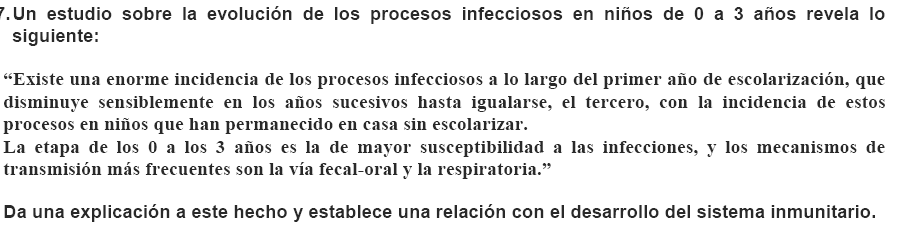 7. Un estudio sobre la evolución de los procesos infecciosos en niños de 0 a 3 años revela lo
siguiente:
“Existe una enorme incidencia de los procesos infecciosos a lo largo del primer año de escolarización, que
disminuye sensiblemente en los años sucesivos hasta igualarse, el tercero, con la incidencia de estos
procesos en niños que han permanecido en casa sin escolarizar.
La etapa de los 0 a los 3 años es la de mayor susceptibilidad a las infecciones, y los mecanismos de
transmisión más frecuentes son la vía fecal-oral y la respiratoria.”
Da una explicación a este hecho y establece una relación con el desarrollo del sistema inmunitario.